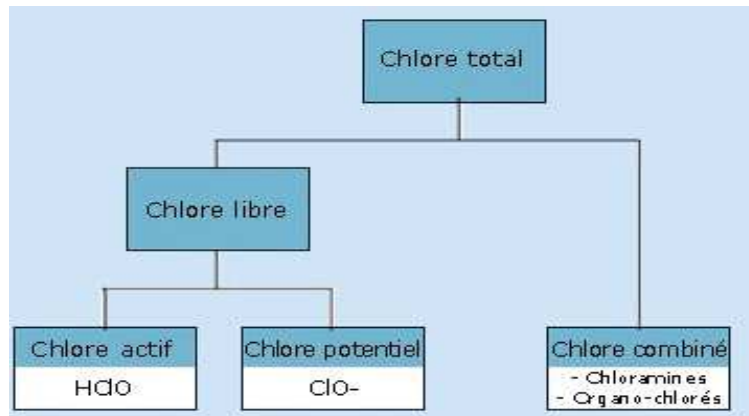 Chlore total
Chlore libre
Chlore actif
HClO
Chlore potentiel
ClO-
Chlore combiné
- Chloramines
- Organo-chlorés